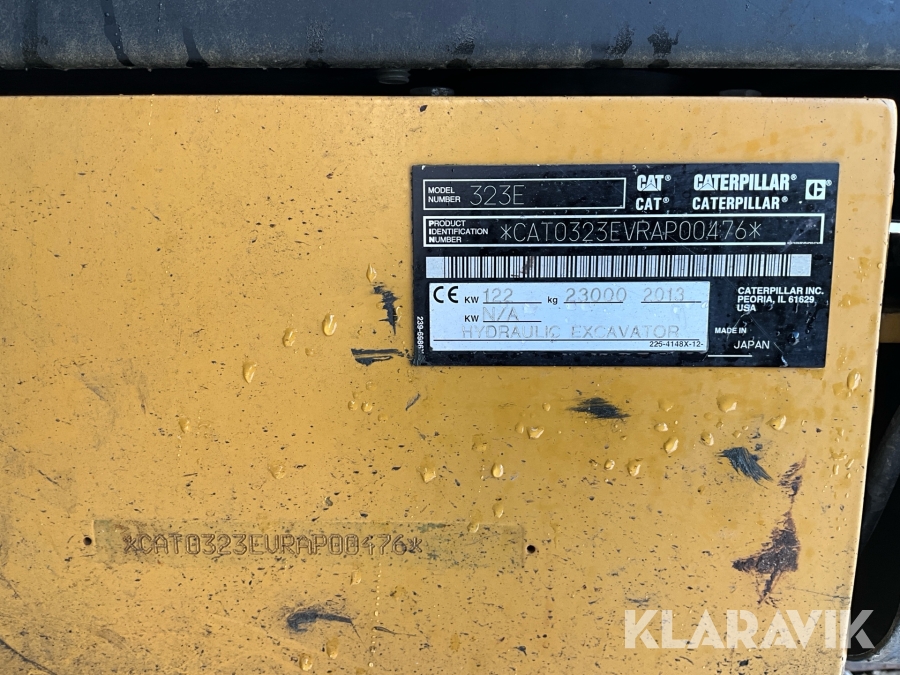 MODEL NUMBER 323E
CAT® CATERPILLAR®
CAT® CATERPILLAR®
PRODUCT IDENTIFICATION NUMBER *CAT0323EVRAP00476*
CE KW 122 kg 23000 2013
KW N/A
HYDRAULIC EXCAVATOR
225-4148X-12-
CATERPILLAR INC.
PEORIA, IL 61629
USA
MADE IN
JAPAN
*CAT0323EVRAP00476*
KLARAVIK